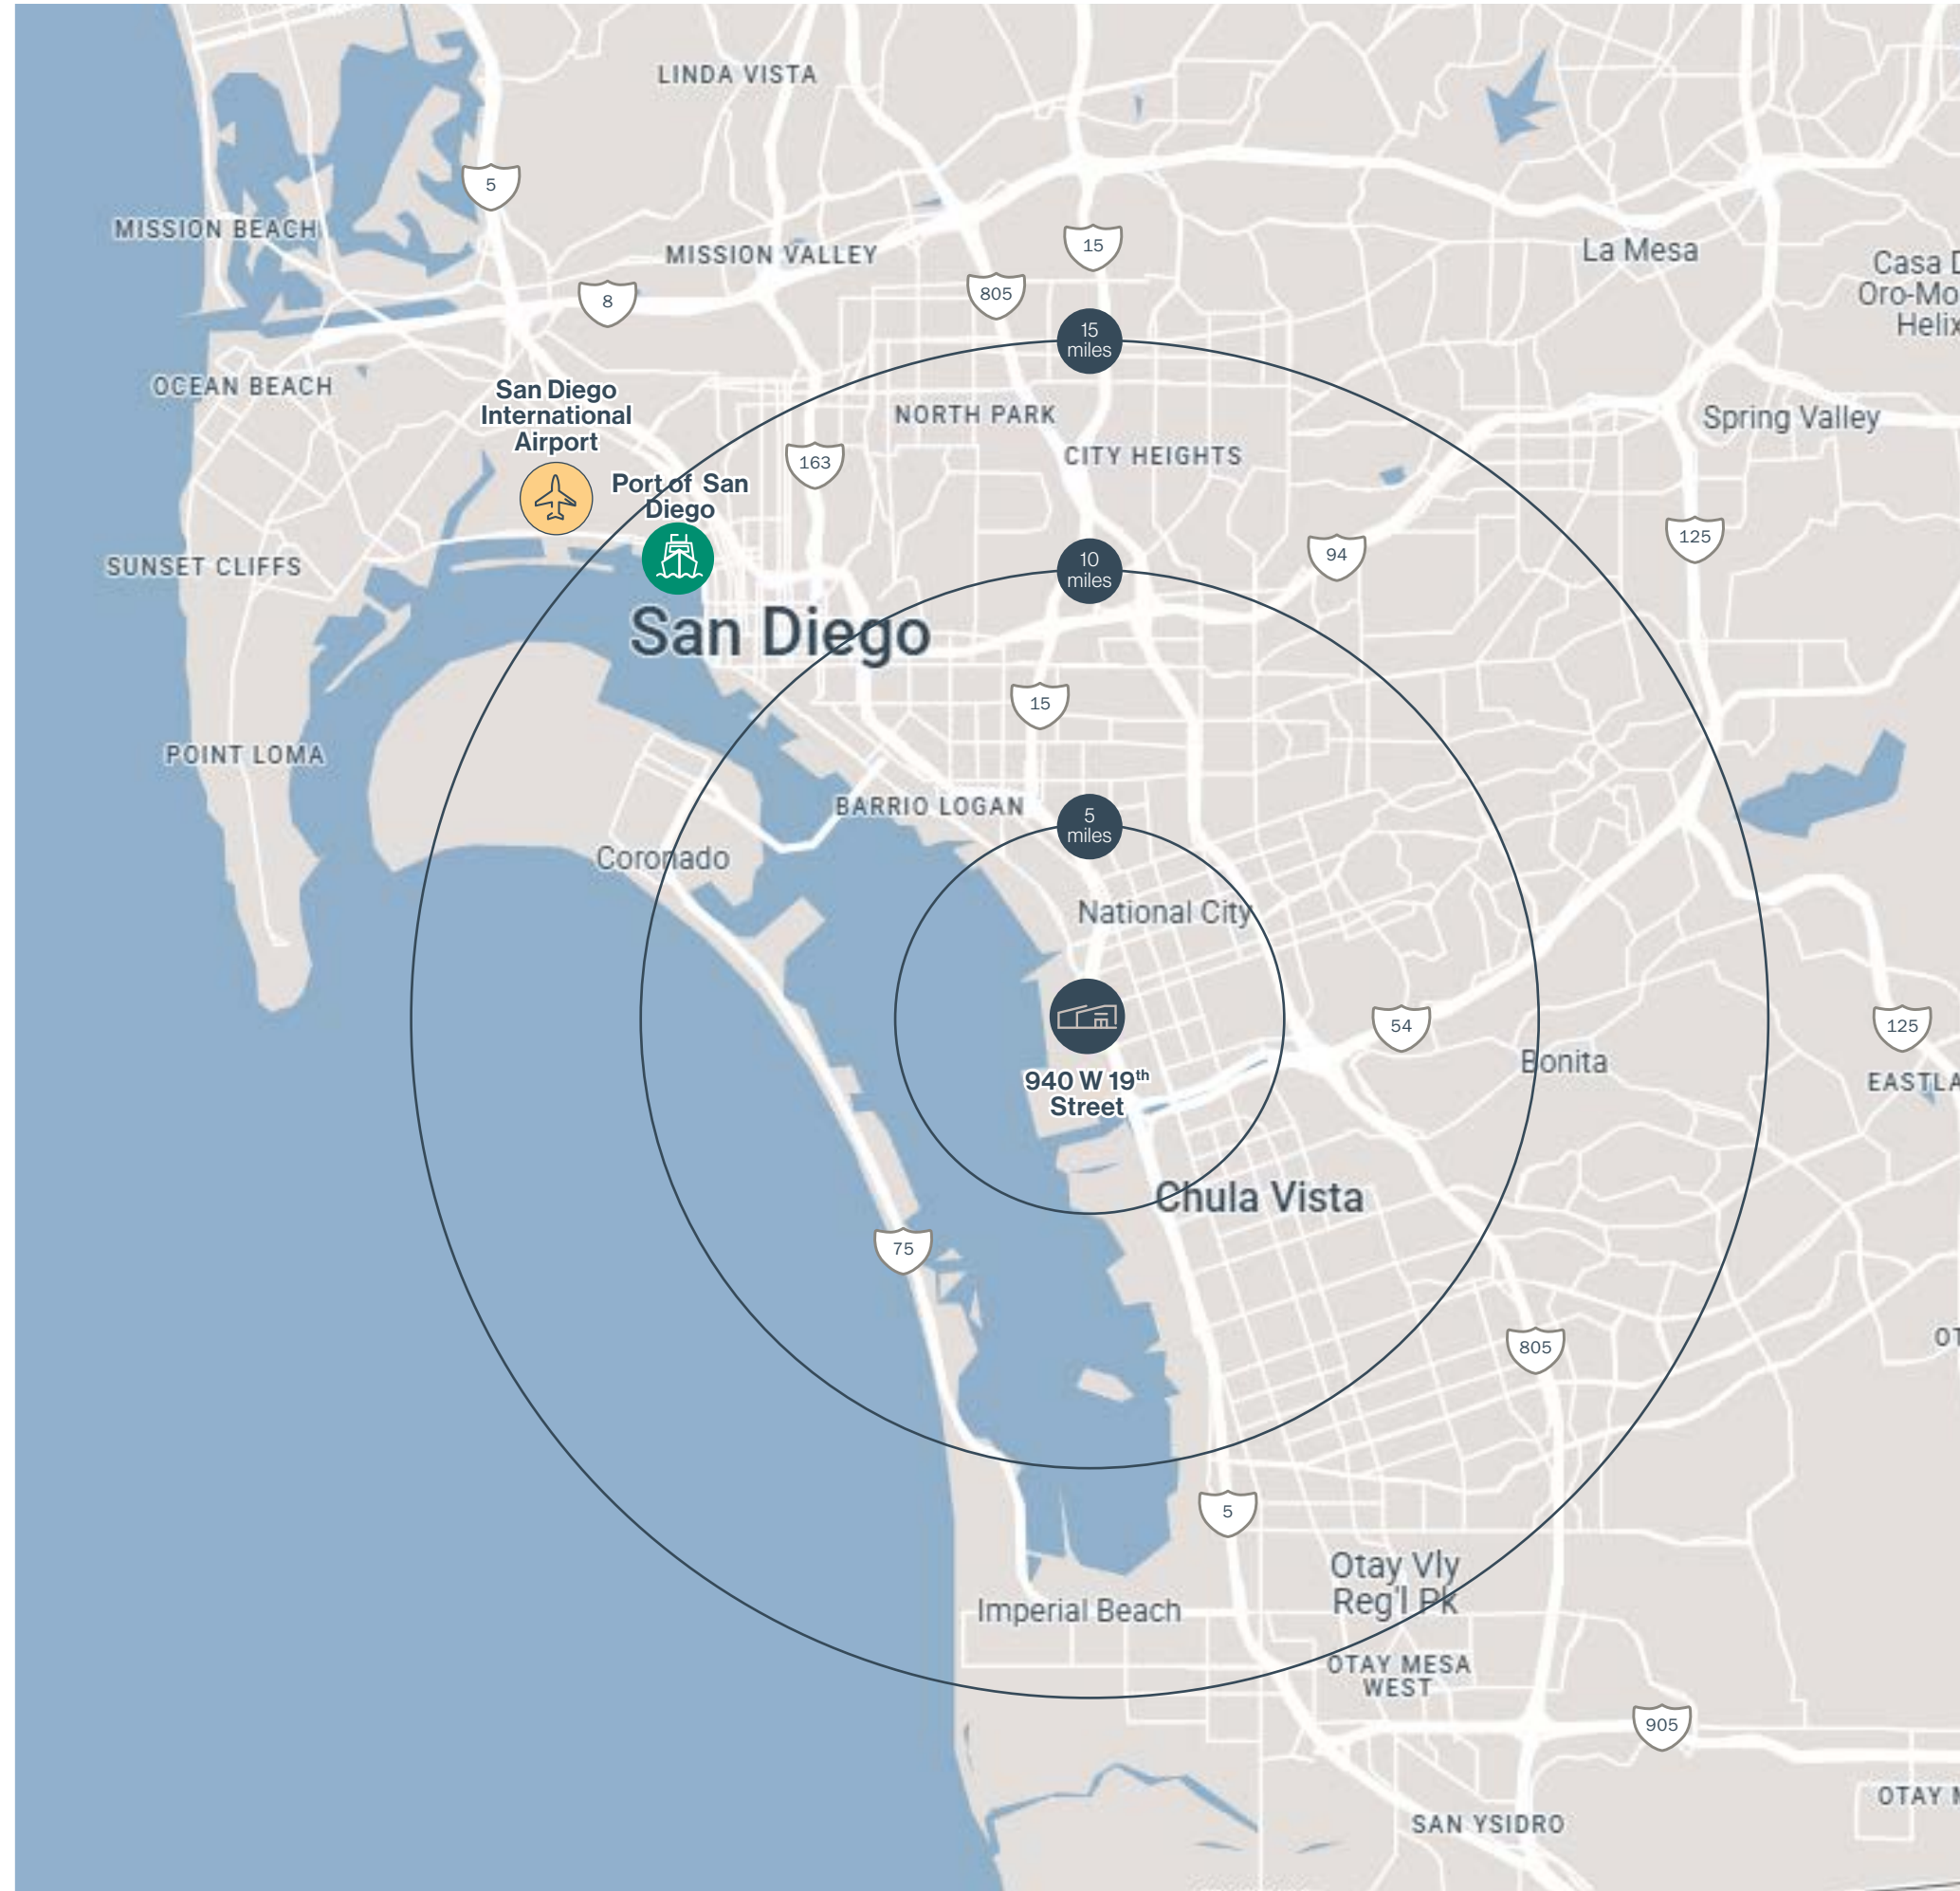 LINDA VISTA
5
MISSION BEACH
MISSION VALLEY
15
La Mesa
805
8
Casa D
Oro-Mo
Helix
15
miles
OCEAN BEACH
San Diego
International
Airport
NORTH PARK
Spring Valley
CITY HEIGHTS
163
Port of San
Diego
125
94
10
miles
SUNSET CLIFFS
San Diego
15
POINT LOMA
BARRIO LOGAN
5
miles
Coronado
National City
54
125
Bonita
940 W 19th
Street
EASTLA
Chula Vista
75
OT
805
5
Otay Vly
Reg'l Pk
Imperial Beach
OTAY MESA
WEST
905
OTAY M
SAN YSIDRO